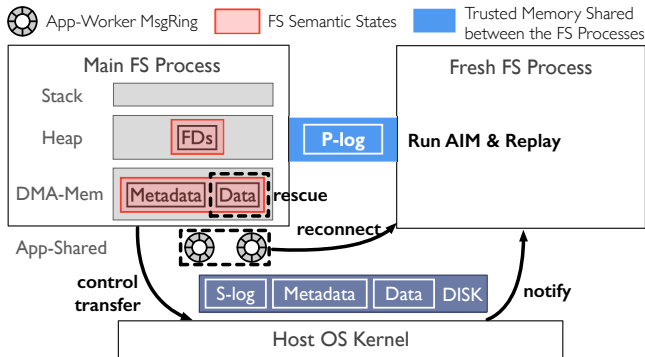 App-Worker MsgRing
FS Semantic States
Trusted Memory Shared
between the FS Processes
Main FS Process
Fresh FS Process
Stack
Heap
FDs
P-log
Run AIM & Replay
DMA-Mem
Metadata
Data
rescue
reconnect
App-Shared
control
transfer
S-log
Metadata
Data
DISK
notify
Host OS Kernel